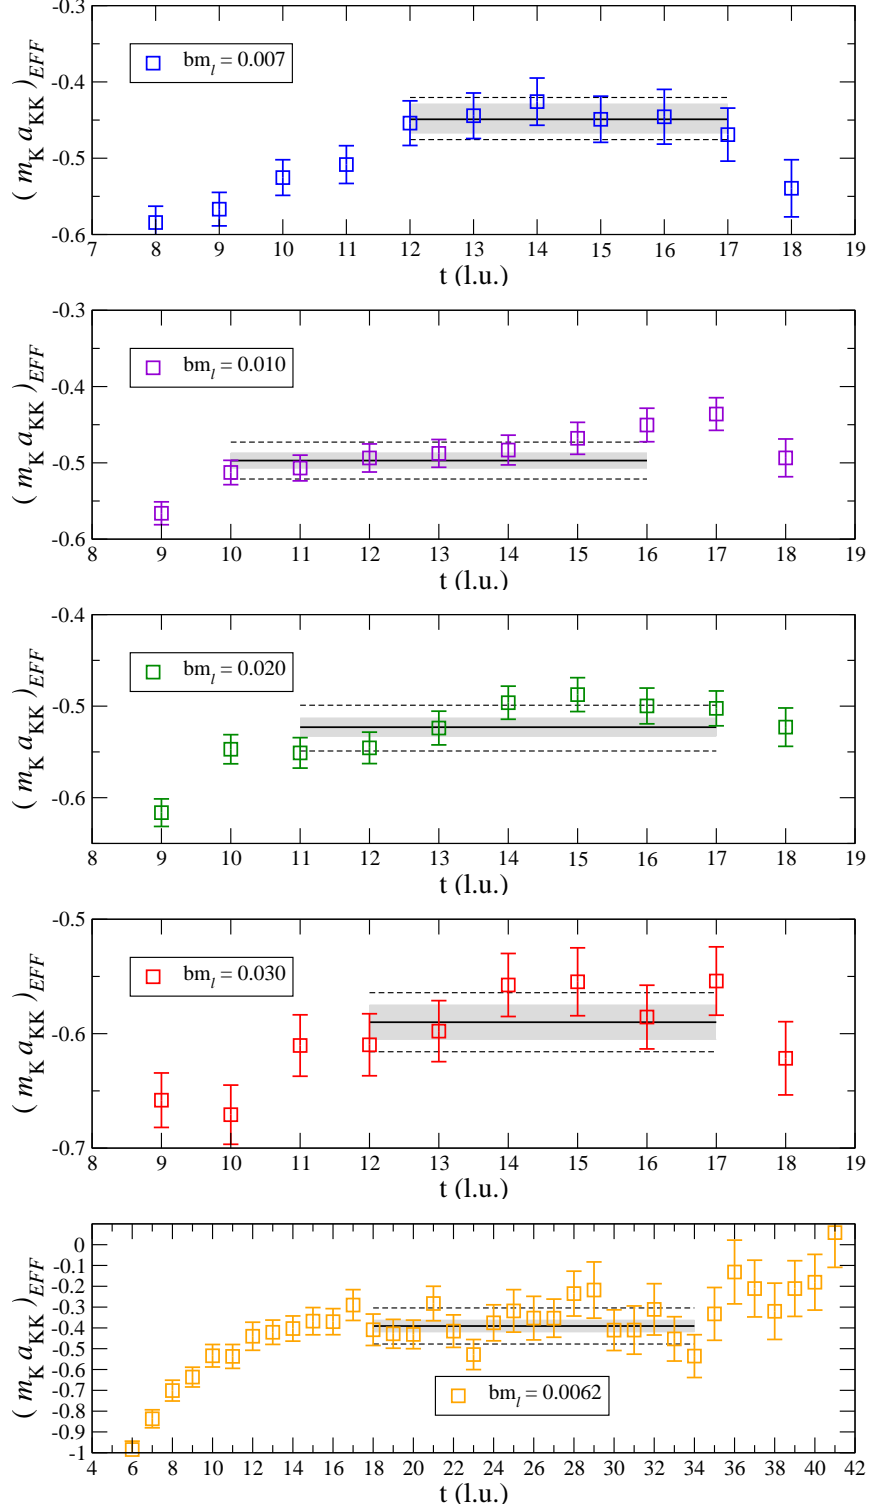 -0.3
-0.4
-0.5
-0.6
( m_K a_KK )_EFF
bm_l = 0.007
7 8 9 10 11 12 13 14 15 16 17 18 19
t (l.u.)
-0.3
-0.4
-0.5
-0.6
( m_K a_KK )_EFF
bm_l = 0.010
8 9 10 11 12 13 14 15 16 17 18 19
t (l.u.)
-0.4
-0.5
-0.6
( m_K a_KK )_EFF
bm_l = 0.020
8 9 10 11 12 13 14 15 16 17 18 19
t (l.u.)
-0.5
-0.6
-0.7
( m_K a_KK )_EFF
bm_l = 0.030
8 9 10 11 12 13 14 15 16 17 18 19
t (l.u.)
0
-0.1
-0.2
-0.3
-0.4
-0.5
-0.6
-0.7
-0.8
-0.9
-1
( m_K a_KK )_EFF
bm_l = 0.0062
4 6 8 10 12 14 16 18 20 22 24 26 28 30 32 34 36 38 40 42
t (l.u.)